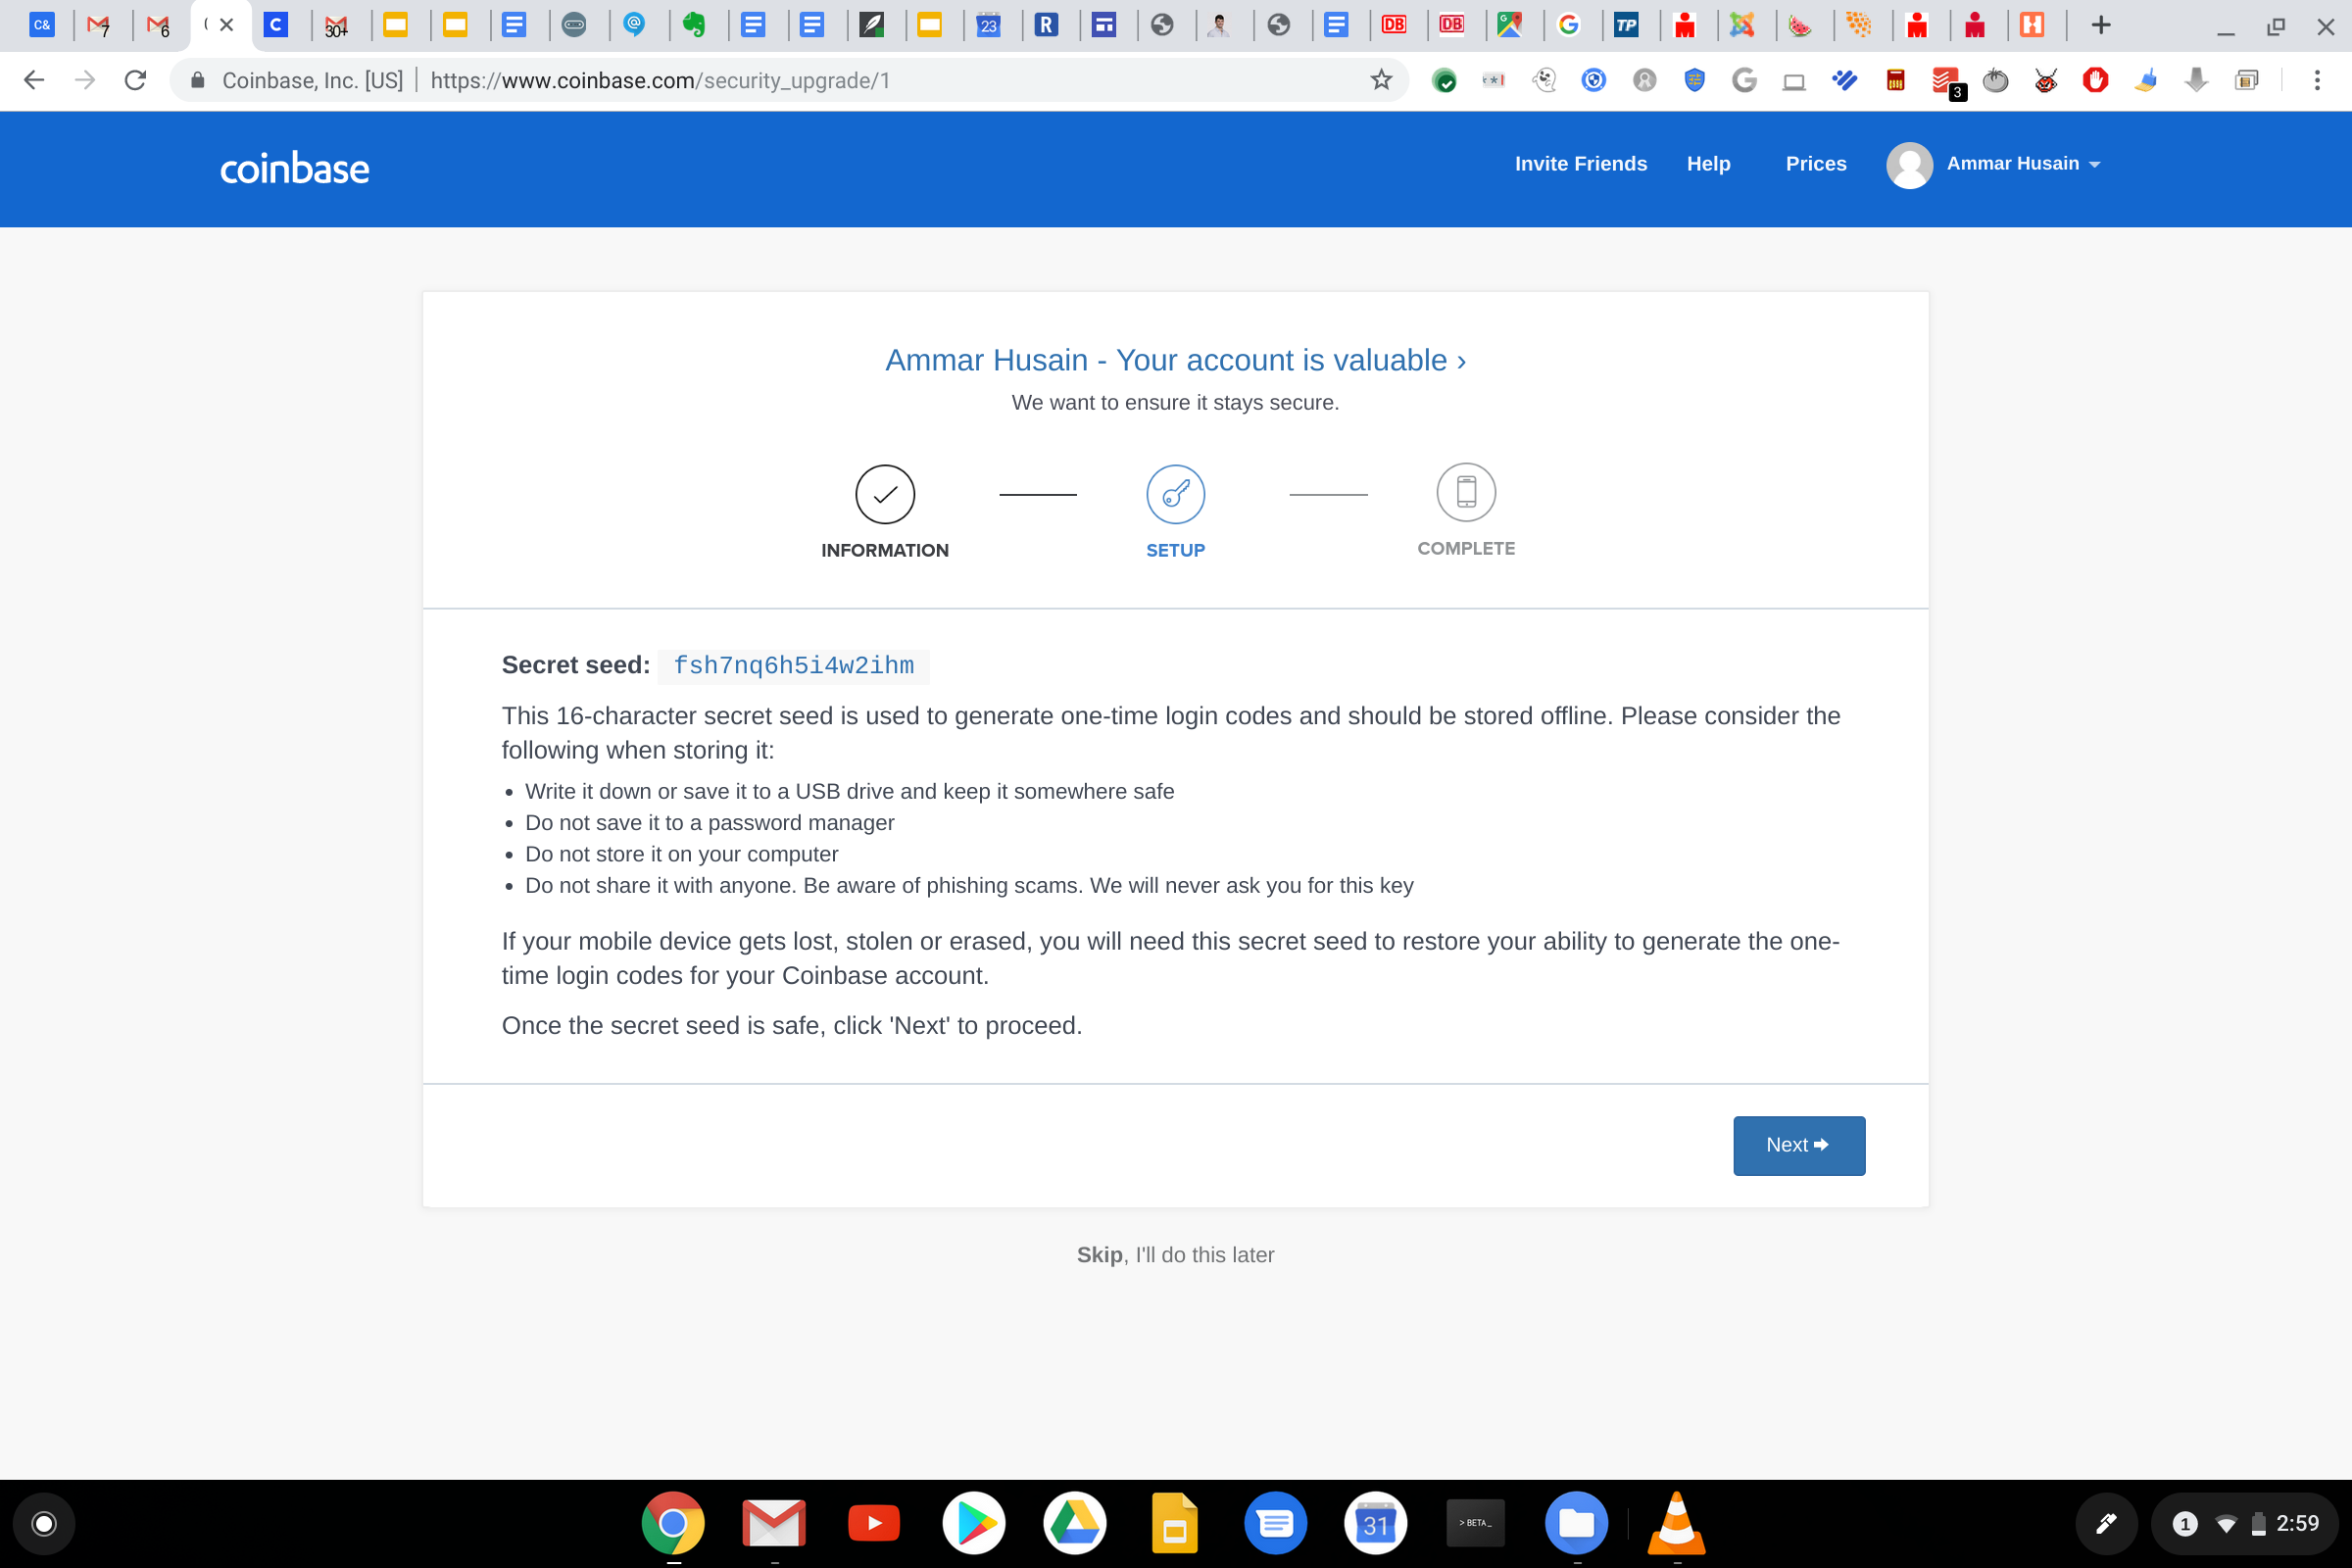 C&
7
6
C
30+
23
R
DB
DB
G
TP
H
Coinbase, Inc. [US] https://www.coinbase.com/security_upgrade/1
3
coinbase
Invite Friends Help Prices Ammar Husain
Ammar Husain - Your account is valuable ›
We want to ensure it stays secure.
INFORMATION SETUP COMPLETE
Secret seed: fsh7nq6h5i4w2ihm
This 16-character secret seed is used to generate one-time login codes and should be stored offline. Please consider the
following when storing it:
• Write it down or save it to a USB drive and keep it somewhere safe
• Do not save it to a password manager
• Do not store it on your computer
• Do not share it with anyone. Be aware of phishing scams. We will never ask you for this key
If your mobile device gets lost, stolen or erased, you will need this secret seed to restore your ability to generate the one-
time login codes for your Coinbase account.
Once the secret seed is safe, click 'Next' to proceed.
Next
Skip, I'll do this later
31
> BETA_
1
2:59